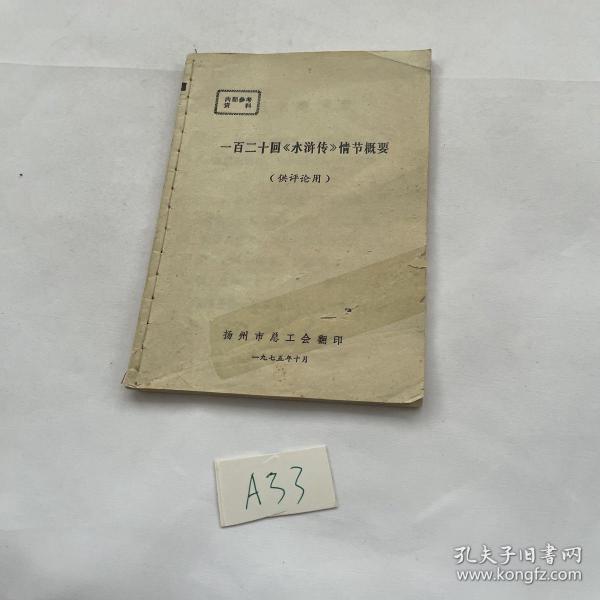 内部参考
资料
一百二十回《水浒传》情节概要
(供评论用)
扬州市总工会翻印
一九七五年十月
A33
孔夫子旧书网
www.kongfz.com